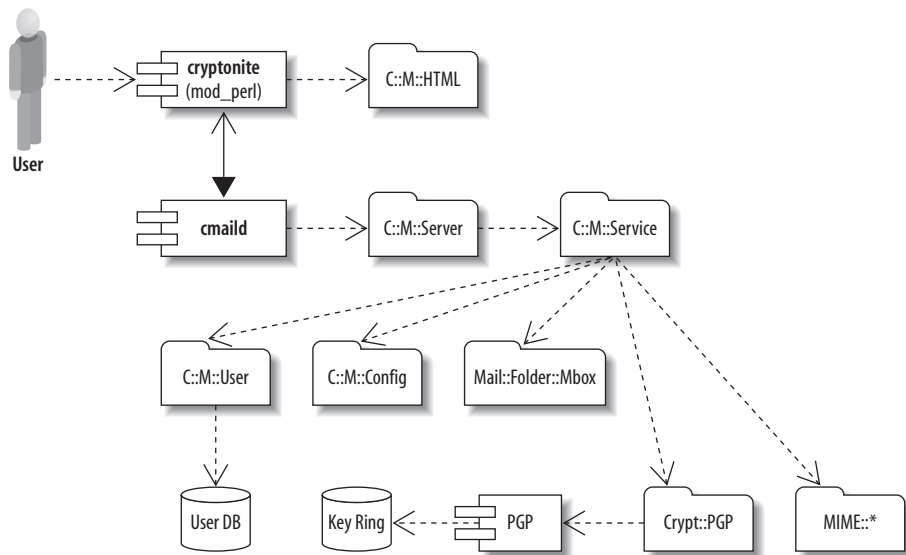 cryptonite
(mod_perl)
C::M::HTML
User
cmaild
C::M::Server
C::M::Service
C::M::User
C::M::Config
Mail::Folder::Mbox
User DB
Key Ring
PGP
Crypt::PGP
MIME::*